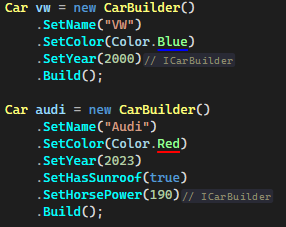 Car vw = new CarBuilder()
    .SetName("VW")
    .SetColor(Color.Blue)
    .SetYear(2000) // ICarBuilder
    .Build();

Car audi = new CarBuilder()
    .SetName("Audi")
    .SetColor(Color.Red)
    .SetYear(2023)
    .SetHasSunroof(true)
    .SetHorsePower(190) // ICarBuilder
    .Build();